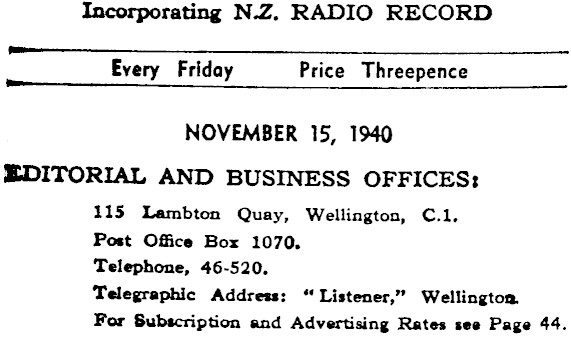 Incorporating N.Z. RADIO RECORD
Every Friday Price Threepence
NOVEMBER 15, 1940
EDITORIAL AND BUSINESS OFFICES:
115 Lambton Quay, Wellington, C.1.
Post Office Box 1070.
Telephone, 46-520.
Telegraphic Address: "Listener," Wellington.
For Subscription and Advertising Rates see Page 44.